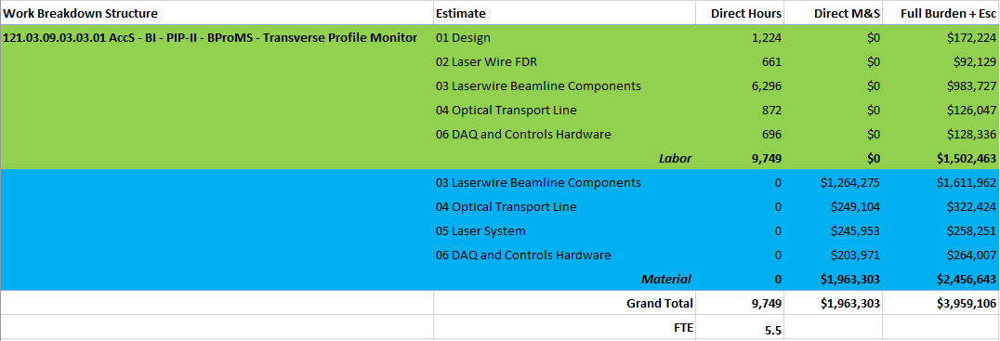 Work Breakdown Structure Estimate Direct Hours Direct M&S Full Burden + Esc
121.03.09.03.03.01 AccS - BI - PIP-II - BProMS - Transverse Profile Monitor 01 Design 1,224 $0 $172,224
02 Laser Wire FDR 661 $0 $92,129
03 Laserwire Beamline Components 6,296 $0 $983,727
04 Optical Transport Line 872 $0 $126,047
06 DAQ and Controls Hardware 696 $0 $128,336
Labor 9,749 $0 $1,502,463
03 Laserwire Beamline Components 0 $1,264,275 $1,611,962
04 Optical Transport Line 0 $249,104 $322,424
05 Laser System 0 $245,953 $258,251
06 DAQ and Controls Hardware 0 $203,971 $264,007
Material 0 $1,963,303 $2,456,643
Grand Total 9,749 $1,963,303 $3,959,106
FTE 5.5